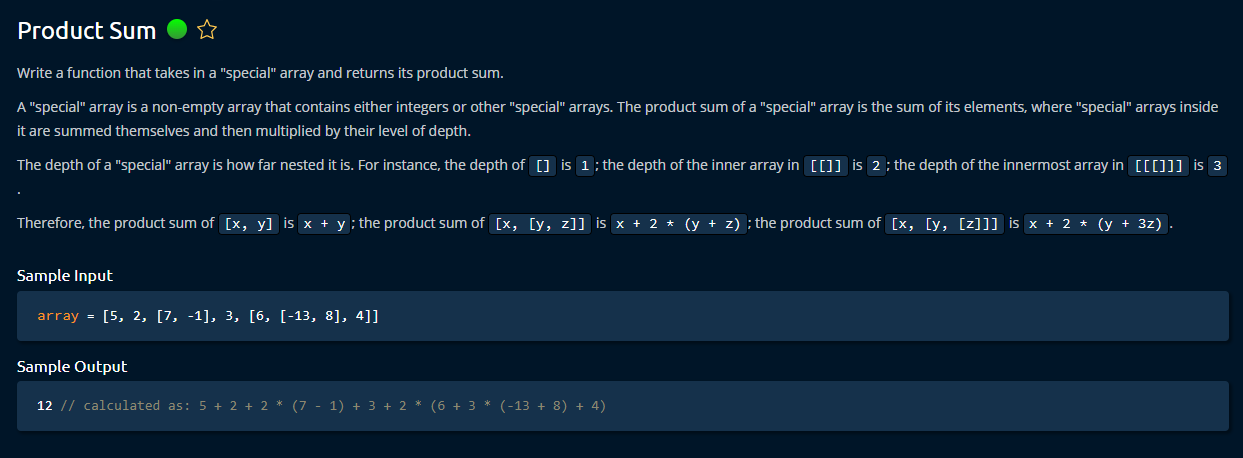 Product Sum
Write a function that takes in a "special" array and returns its product sum.
A "special" array is a non-empty array that contains either integers or other "special" arrays. The product sum of a "special" array is the sum of its elements, where "special" arrays inside
it are summed themselves and then multiplied by their level of depth.
The depth of a "special" array is how far nested it is. For instance, the depth of [] is 1; the depth of the inner array in [[]] is 2; the depth of the innermost array in [[[]]] is 3
.
Therefore, the product sum of [x, y] is x + y; the product sum of [x, [y, z]] is x + 2 * (y + z); the product sum of [x, [y, [z]]] is x + 2 * (y + 3z).
Sample Input
array = [5, 2, [7, -1], 3, [6, [-13, 8], 4]]
Sample Output
12 // calculated as: 5 + 2 + 2 * (7 - 1) + 3 + 2 * (6 + 3 * (-13 + 8) + 4)